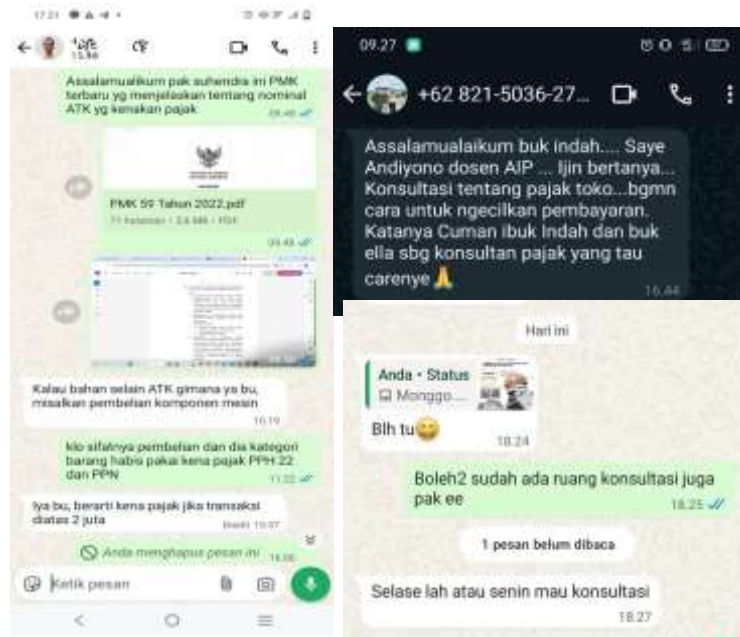 17.21
Assalamualikum pak suhendra ini PMK
terbaru yg menjelaskan tentang nominal
ATK yg kenakan pajak
09.48
PMK 59 Tahun 2022.pdf
PDF
09.48
Kalau bahan selain ATK gimana ya bu,
misalkan pembelian komponen mesin
10.19
klo sifatnya pembelian dan dia kategori
barang habis pakai kena pajak PPH 22
dan PPN
11.22
Iya bu, berarti kena pajak jika transaksi
diatas 2 juta
Anda menghapus pesan ini
Ketik pesan
09.27
+62 821-5036-27...
Assalamualaikum buk indah.... Saye
Andiyono dosen AIP ... Ijin bertanya...
Konsultasi tentang pajak toko...bgmn
cara untuk ngecilkan pembayaran.
Katanya Cuman ibuk Indah dan buk
ella sbg konsultan pajak yang tau
carenye
16.44
Hari ini
Anda • Status
Monggo....
Blh tu
18.24
Boleh2 sudah ada ruang konsultasi juga
pak ee
18.25
1 pesan belum dibaca
Selase lah atau senin mau konsultasi
18.27